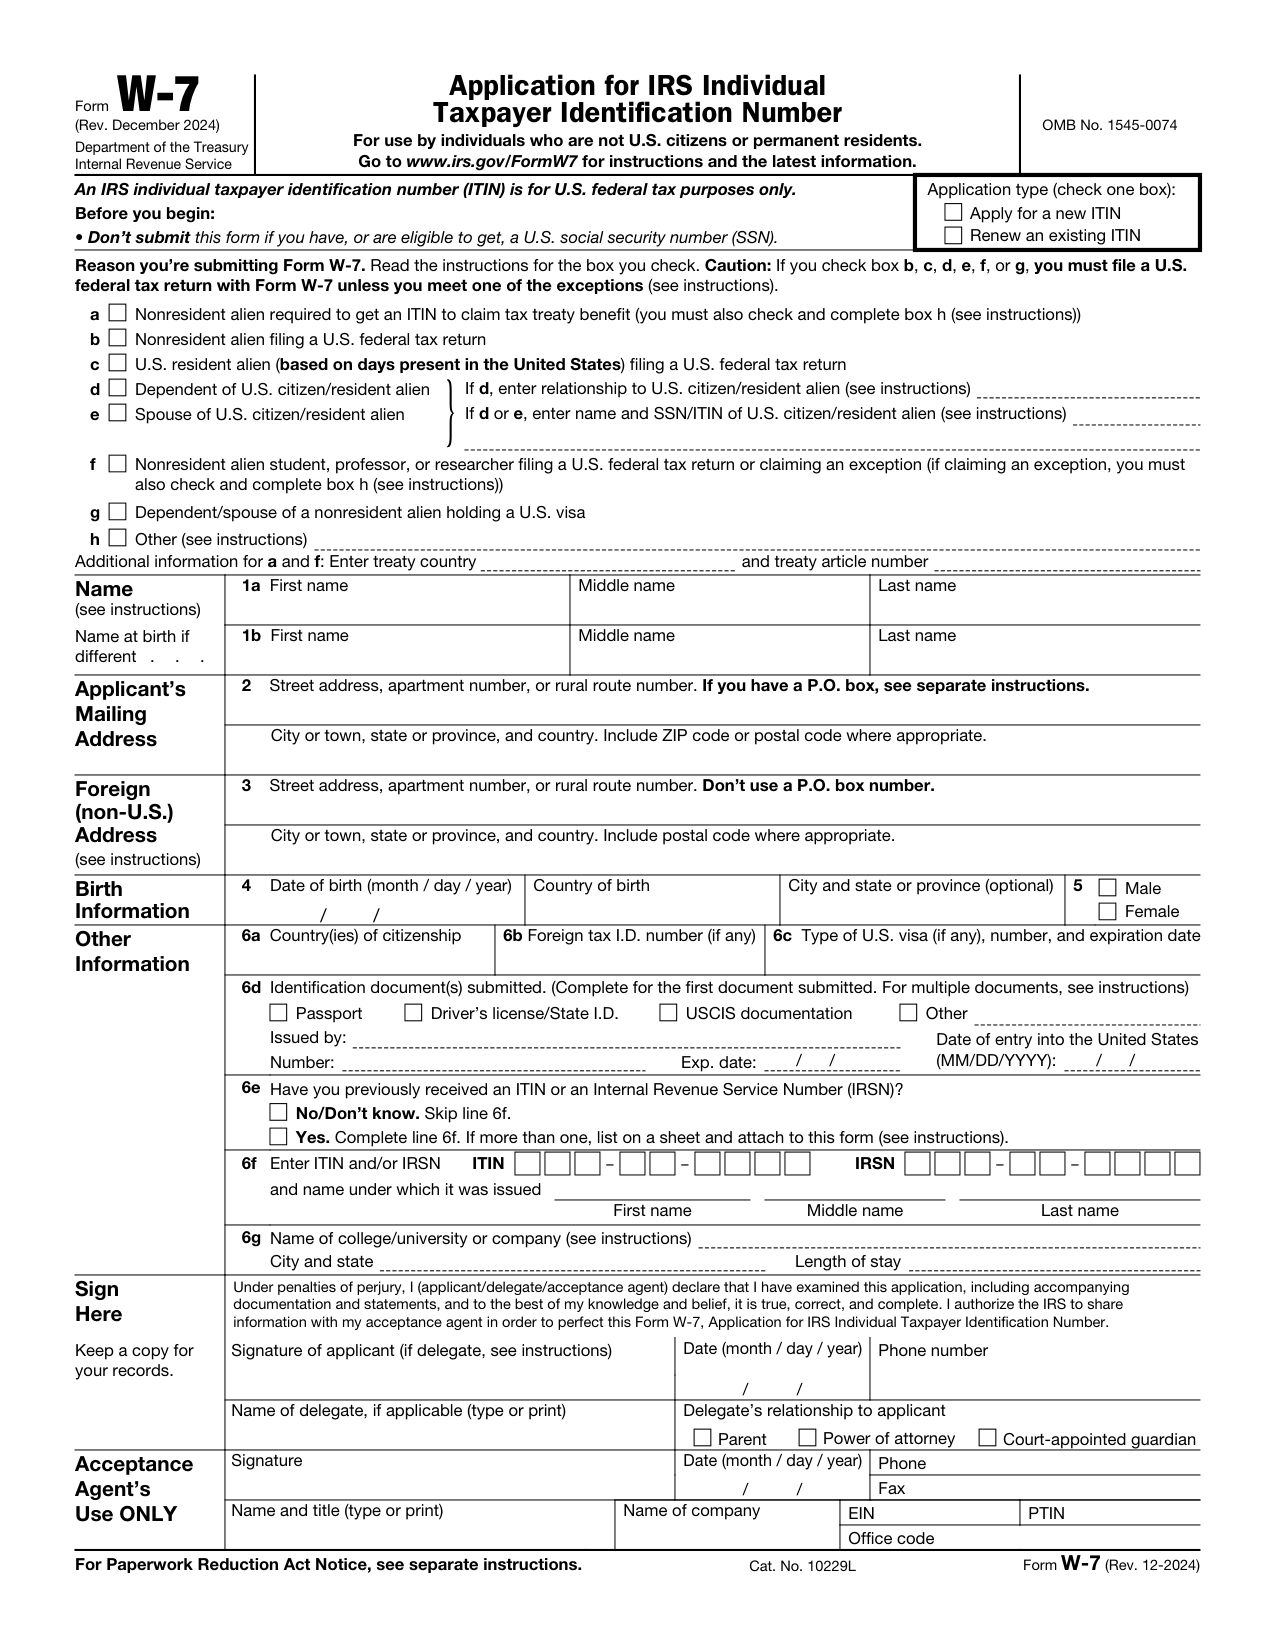 Form W-7
(Rev. December 2024)
Department of the Treasury
Internal Revenue Service
Application for IRS Individual
Taxpayer Identification Number
For use by individuals who are not U.S. citizens or permanent residents.
Go to www.irs.gov/FormW7 for instructions and the latest information.
OMB No. 1545-0074
An IRS individual taxpayer identification number (ITIN) is for U.S. federal tax purposes only.
Before you begin:
• Don’t submit this form if you have, or are eligible to get, a U.S. social security number (SSN).
Application type (check one box):
Apply for a new ITIN
Renew an existing ITIN
Reason you’re submitting Form W-7. Read the instructions for the box you check. Caution: If you check box b, c, d, e, f, or g, you must file a U.S.
federal tax return with Form W-7 unless you meet one of the exceptions (see instructions).
a Nonresident alien required to get an ITIN to claim tax treaty benefit (you must also check and complete box h (see instructions))
b Nonresident alien filing a U.S. federal tax return
c U.S. resident alien (based on days present in the United States) filing a U.S. federal tax return
d Dependent of U.S. citizen/resident alien If d, enter relationship to U.S. citizen/resident alien (see instructions)
e Spouse of U.S. citizen/resident alien If d or e, enter name and SSN/ITIN of U.S. citizen/resident alien (see instructions)
f Nonresident alien student, professor, or researcher filing a U.S. federal tax return or claiming an exception (if claiming an exception, you must
also check and complete box h (see instructions))
g Dependent/spouse of a nonresident alien holding a U.S. visa
h Other (see instructions)
Additional information for a and f: Enter treaty country and treaty article number
Name
(see instructions)
1a First name Middle name Last name
Name at birth if
different . . .
1b First name Middle name Last name
Applicant’s
Mailing
Address
2 Street address, apartment number, or rural route number. If you have a P.O. box, see separate instructions.
City or town, state or province, and country. Include ZIP code or postal code where appropriate.
Foreign
(non-U.S.)
Address
(see instructions)
3 Street address, apartment number, or rural route number. Don’t use a P.O. box number.
City or town, state or province, and country. Include postal code where appropriate.
Birth
Information
4 Date of birth (month / day / year) Country of birth City and state or province (optional) 5 Male
/ / Female
Other
Information
6a Country(ies) of citizenship 6b Foreign tax I.D. number (if any) 6c Type of U.S. visa (if any), number, and expiration date
6d Identification document(s) submitted. (Complete for the first document submitted. For multiple documents, see instructions)
Passport Driver’s license/State I.D. USCIS documentation Other
Issued by: Date of entry into the United States
Number: Exp. date: / / (MM/DD/YYYY): / /
6e Have you previously received an ITIN or an Internal Revenue Service Number (IRSN)?
No/Don’t know. Skip line 6f.
Yes. Complete line 6f. If more than one, list on a sheet and attach to this form (see instructions).
6f Enter ITIN and/or IRSN ITIN – – IRSN – –
and name under which it was issued
First name Middle name Last name
6g Name of college/university or company (see instructions)
City and state Length of stay
Sign
Here
Under penalties of perjury, I (applicant/delegate/acceptance agent) declare that I have examined this application, including accompanying
documentation and statements, and to the best of my knowledge and belief, it is true, correct, and complete. I authorize the IRS to share
information with my acceptance agent in order to perfect this Form W-7, Application for IRS Individual Taxpayer Identification Number.
Keep a copy for
your records.
Signature of applicant (if delegate, see instructions) Date (month / day / year) Phone number
/ /
Name of delegate, if applicable (type or print) Delegate’s relationship to applicant
Parent Power of attorney Court-appointed guardian
Acceptance
Agent’s
Use ONLY
Signature Date (month / day / year) Phone
/ / Fax
Name and title (type or print) Name of company EIN PTIN
Office code
For Paperwork Reduction Act Notice, see separate instructions. Cat. No. 10229L Form W-7 (Rev. 12-2024)